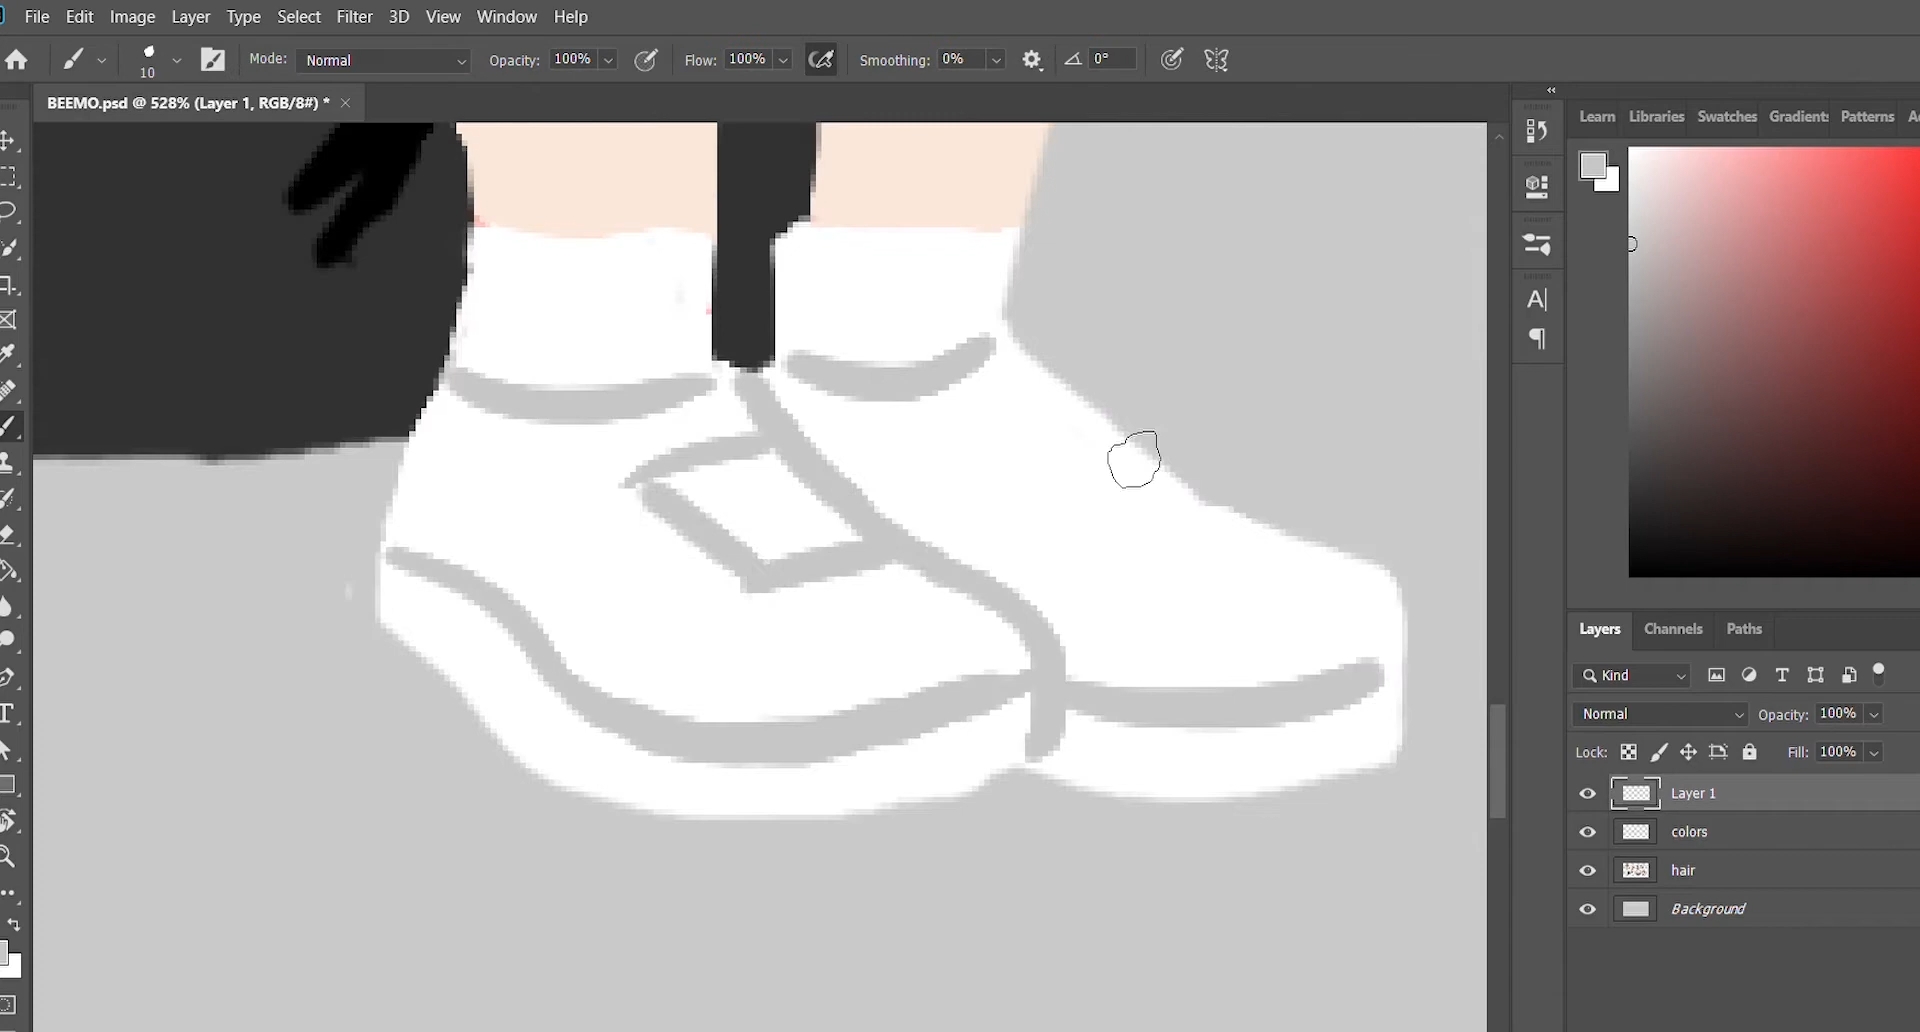 File Edit Image Layer Type Select Filter 3D View Window Help
10 Mode: Normal Opacity: 100% Flow: 100% Smoothing: 0% 0°
BEEMO.psd @ 528% (Layer 1, RGB/8#) *
Learn Libraries Swatches Gradients Patterns
Layers Channels Paths
Kind
Normal Opacity: 100%
Lock: Fill: 100%
Layer 1
colors
hair
Background